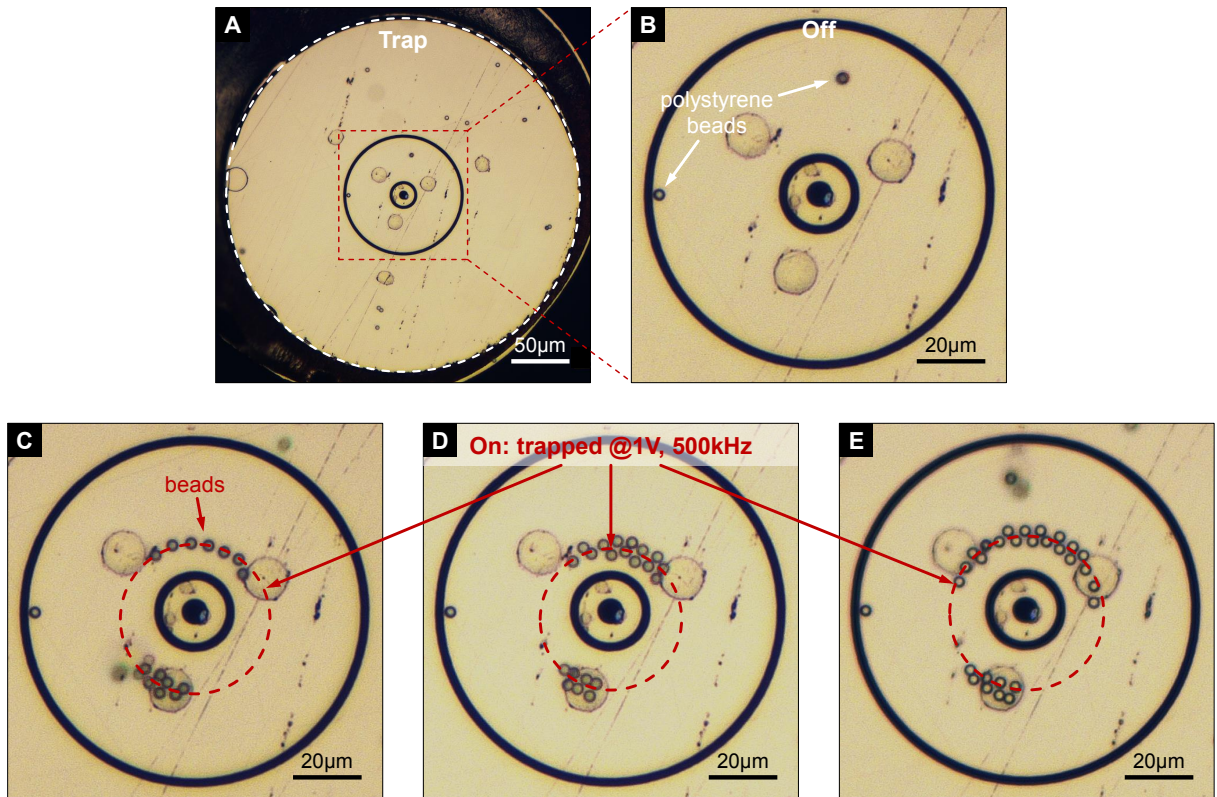 A
Trap
50μm
B
Off
polystyrene
beads
20μm
C
beads
20μm
D
On: trapped @1V, 500kHz
20μm
E
20μm